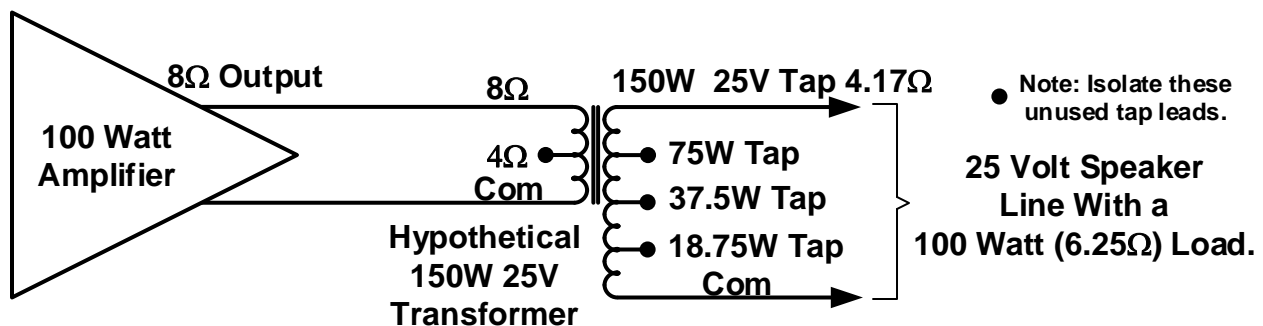 8Ω Output
100 Watt
Amplifier
8Ω
4Ω
Com
Hypothetical
150W 25V
Transformer
150W  25V Tap 4.17Ω
75W Tap
37.5W Tap
18.75W Tap
Com
Note: Isolate these
unused tap leads.
25 Volt Speaker
Line With a
100 Watt (6.25Ω) Load.